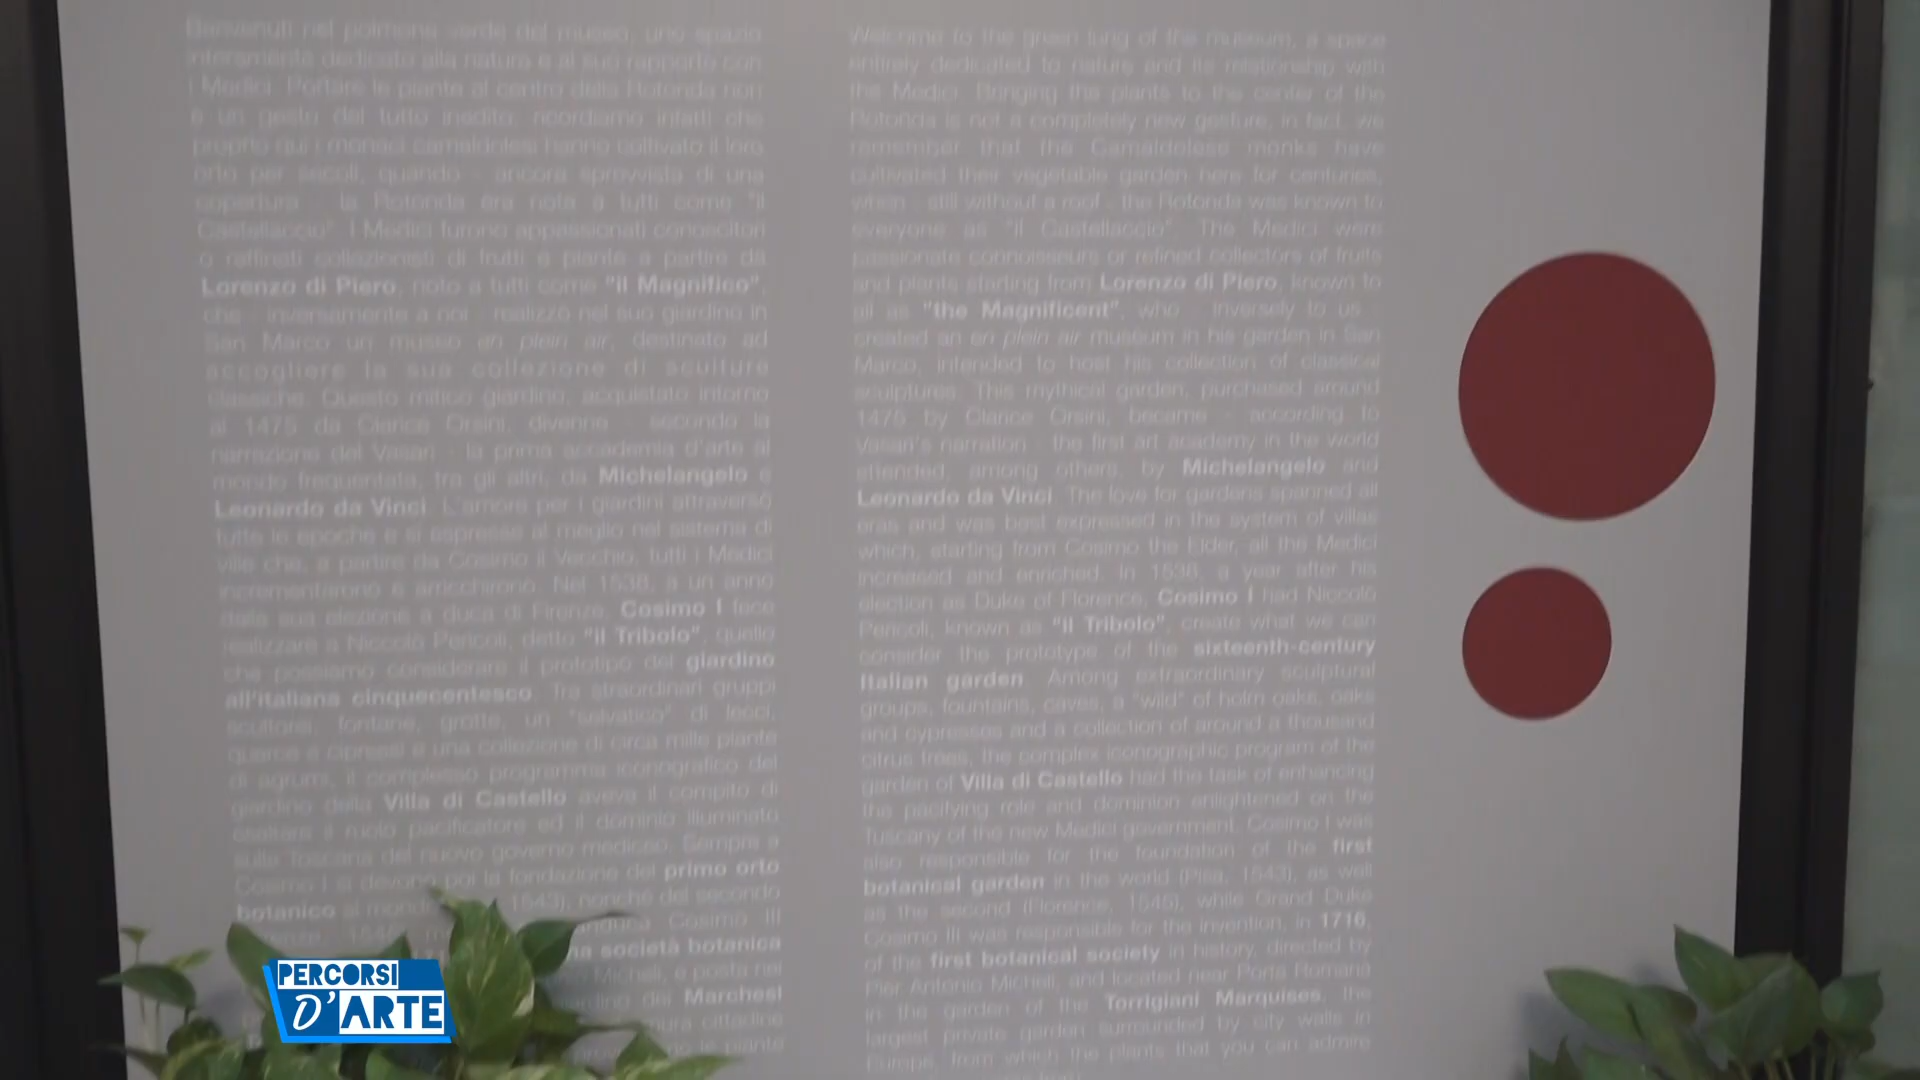 Benvenuti nel polmone verde del museo, uno spazio
interamente dedicato alla natura e al suo rapporto con
i Medici. Portare le piante al centro della Rotonda non
è un gesto del tutto inedito: ricordiamo infatti che
proprio qui i monaci camaldolesi hanno coltivato il loro
orto per secoli, quando - ancora sprovvista di una
copertura - la Rotonda era nota a tutti come "il
Castellaccio". I Medici furono appassionati conoscitori
o raffinati collezionisti di frutti e piante a partire da
Lorenzo di Piero, noto a tutti come "il Magnifico",
che - inversamente a noi - realizzò nel suo giardino in
San Marco un museo en plein air, destinato ad
accogliere la sua collezione di sculture
classiche. Questo mitico giardino, acquistato intorno
al 1475 da Clarice Orsini, divenne - secondo la
narrazione del Vasari - la prima accademia d'arte al
mondo frequentata, tra gli altri, da Michelangelo e
Leonardo da Vinci. L'amore per i giardini attraversò
tutte le epoche e si espresse al meglio nel sistema di
ville che, a partire da Cosimo il Vecchio, tutti i Medici
incrementarono e arricchirono. Nel 1538, a un anno
dalla sua elezione a duca di Firenze, Cosimo I fece
realizzare a Niccolò Pericoli, detto "il Tribolo", quello
che possiamo considerare il prototipo del giardino
all'italiana cinquecentesco. Tra straordinari gruppi
scultorei, fontane, grotte, un "selvatico" di lecci,
querce e cipressi e una collezione di circa mille piante
di agrumi, il complesso programma iconografico del
giardino della Villa di Castello aveva il compito di
esaltare il ruolo pacificatore ed il dominio illuminato
sulla Toscana del nuovo governo mediceo. Sempre a
Cosimo I si devono poi la fondazione del primo orto
botanico al mondo 1543), nonché del secondo
1545 Cosimo III
società botanica
Micheli, e posta nei
dei Marchesi
cittadine
le piante
Welcome to the green lung of the museum, a space
entirely dedicated to nature and its relationship with
the Medici. Bringing the plants to the center of the
Rotonda is not a completely new gesture; in fact, we
remember that the Camaldolese monks have
cultivated their vegetable garden here for centuries,
when - still without a roof - the Rotonda was known to
everyone as "il Castellaccio". The Medici were
passionate connoisseurs or refined collectors of fruits
and plants starting from Lorenzo di Piero, known to
all as "the Magnificent", who - inversely to us -
created an en plein air museum in his garden in San
Marco, intended to host his collection of classical
sculptures. This mythical garden, purchased around
1475 by Clarice Orsini, became - according to
Vasari's narration - the first art academy in the world
attended, among others, by Michelangelo and
Leonardo da Vinci. The love for gardens spanned all
eras and was best expressed in the system of villas
which, starting from Cosimo the Elder, all the Medici
increased and enriched. In 1538, a year after his
election as Duke of Florence, Cosimo I had Niccolò
Pericoli, known as "il Tribolo", create what we can
consider the prototype of the sixteenth-century
Italian garden. Among extraordinary sculptural
groups, fountains, caves, a "wild" of holm oaks, oaks
and cypresses and a collection of around a thousand
citrus trees, the complex iconographic program of the
garden of Villa di Castello had the task of enhancing
the pacifying role and dominion enlightened on the
Tuscany of the new Medici government. Cosimo I was
also responsible for the foundation of the first
botanical garden in the world (Pisa, 1543), as well
as the second (Florence, 1545), while Grand Duke
Cosimo III was responsible for the invention, in 1716,
of the first botanical society in history, directed by
Pier Antonio Micheli, and located near Porta Romana
in the garden of the Torrigiani Marquises, the
largest private garden surrounded by city walls in
Europe, from which the plants that you can admire
PERCORSI
D'ARTE